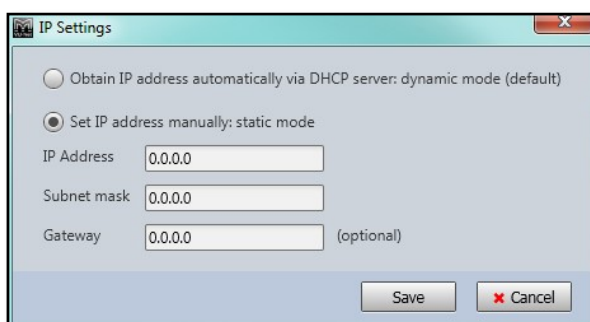 IP Settings
Obtain IP address automatically via DHCP server: dynamic mode (default)
Set IP address manually: static mode
IP Address 0.0.0.0
Subnet mask 0.0.0.0
Gateway 0.0.0.0 (optional)
Save Cancel